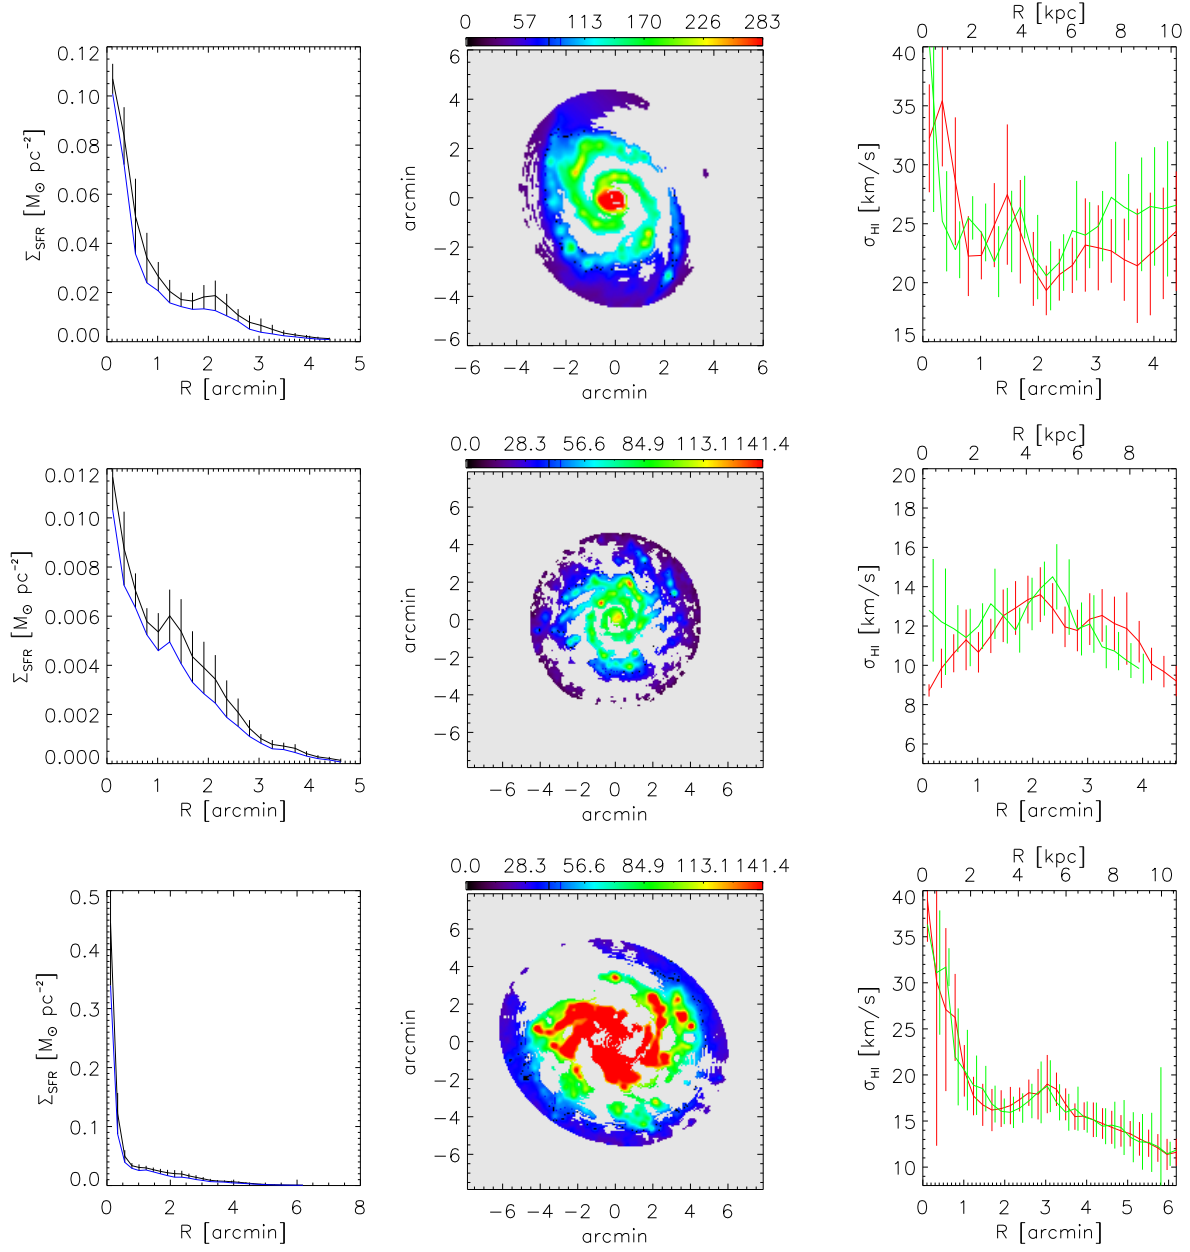 0 57 113 170 226 283
R [kpc]
0 2 4 6 8 10
0.12
0.10
0.08
0.06
0.04
0.02
0.00
Σ_SFR [M_☉ pc⁻²]
0 1 2 3 4 5
R [arcmin]
6
4
2
0
−2
−4
−6
arcmin
−6 −4 −2 0 2 4 6
arcmin
40
35
30
25
20
15
σ_HI [km/s]
0 1 2 3 4
R [arcmin]
0.0 28.3 56.6 84.9 113.1 141.4
R [kpc]
0 2 4 6 8
0.012
0.010
0.008
0.006
0.004
0.002
0.000
Σ_SFR [M_☉ pc⁻²]
0 1 2 3 4 5
R [arcmin]
6
4
2
0
−2
−4
−6
arcmin
−6 −4 −2 0 2 4 6
arcmin
20
18
16
14
12
10
8
6
σ_HI [km/s]
0 1 2 3 4
R [arcmin]
0.0 28.3 56.6 84.9 113.1 141.4
R [kpc]
0 2 4 6 8 10
0.5
0.4
0.3
0.2
0.1
0.0
Σ_SFR [M_☉ pc⁻²]
0 2 4 6 8
R [arcmin]
6
4
2
0
−2
−4
−6
arcmin
−6 −4 −2 0 2 4 6
arcmin
40
35
30
25
20
15
10
σ_HI [km/s]
0 1 2 3 4 5 6
R [arcmin]